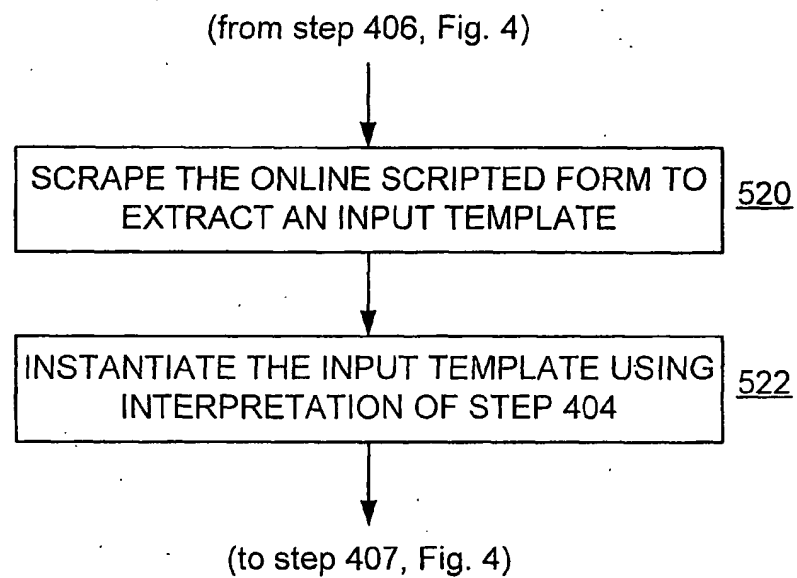 (from step 406, Fig. 4)
SCRAPE THE ONLINE SCRIPTED FORM TO
EXTRACT AN INPUT TEMPLATE
520
INSTANTIATE THE INPUT TEMPLATE USING
INTERPRETATION OF STEP 404
522
(to step 407, Fig. 4)